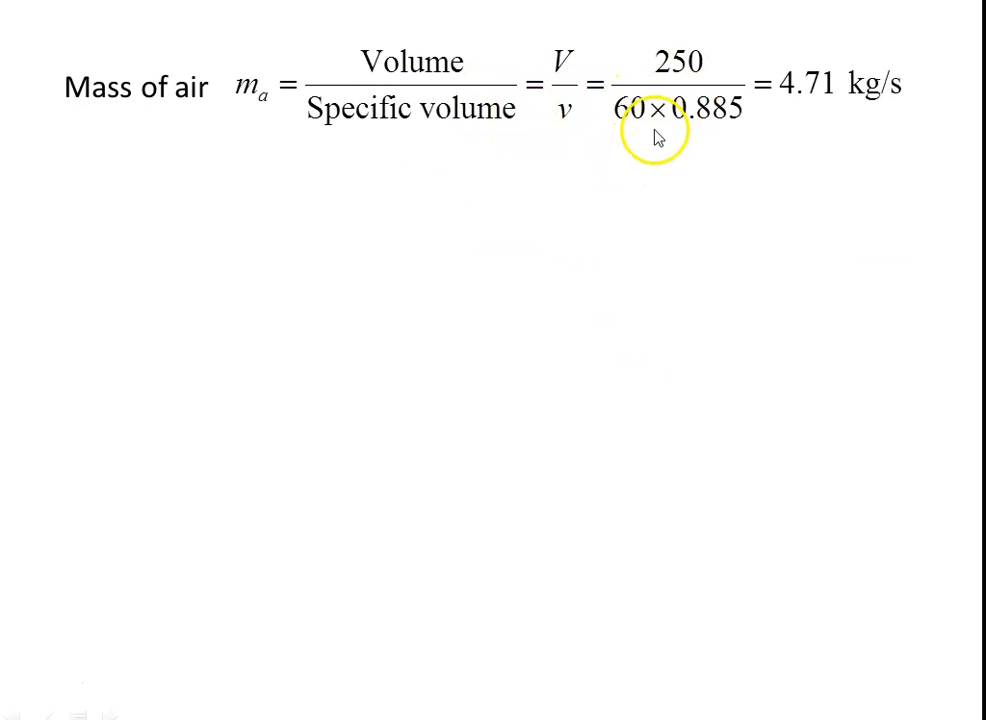 Mass of air m_a = Volume / Specific volume = V / v = 250 / 60 × 0.885 = 4.71 kg/s